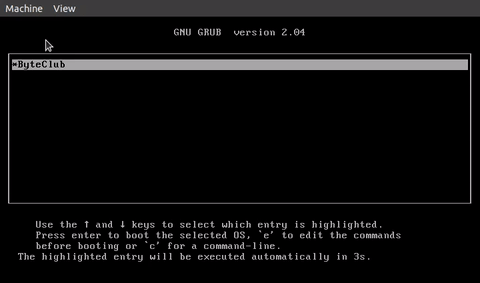 Machine View
GNU GRUB version 2.04
*ByteClub
Use the ↑ and ↓ keys to select which entry is highlighted.
Press enter to boot the selected OS, `e' to edit the commands
before booting or `c' for a command-line.
The highlighted entry will be executed automatically in 3s.